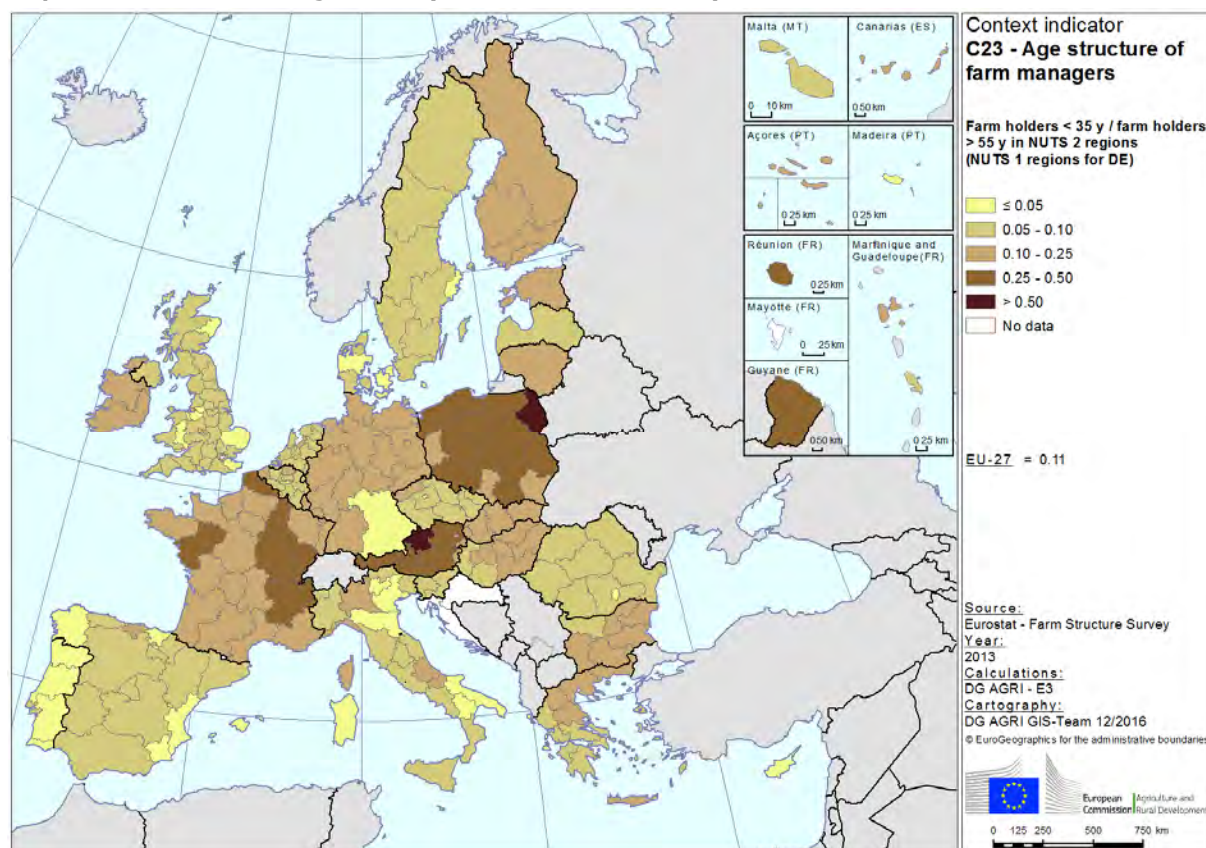 Malta (MT)
Canarias (ES)
0 10 km
0 50 km
Açores (PT)
Madeira (PT)
0 25 km
0 25 km
Réunion (FR)
Martinique and
Guadeloupe(FR)
0 25 km
Mayotte (FR)
0 25 km
Guyane (FR)
0 50 km
0 25 km
Context indicator
C23 - Age structure of
farm managers
Farm holders < 35 y / farm holders
> 55 y in NUTS 2 regions
(NUTS 1 regions for DE)
≤ 0.05
0.05 - 0.10
0.10 - 0.25
0.25 - 0.50
> 0.50
No data
EU-27 = 0.11
Source:
Eurostat - Farm Structure Survey
Year:
2013
Calculations:
DG AGRI - E3
Cartography:
DG AGRI GIS-Team 12/2016
© EuroGeographics for the administrative boundaries
European
Commission
Agriculture and
Rural Development
0 125 250 500 750 km